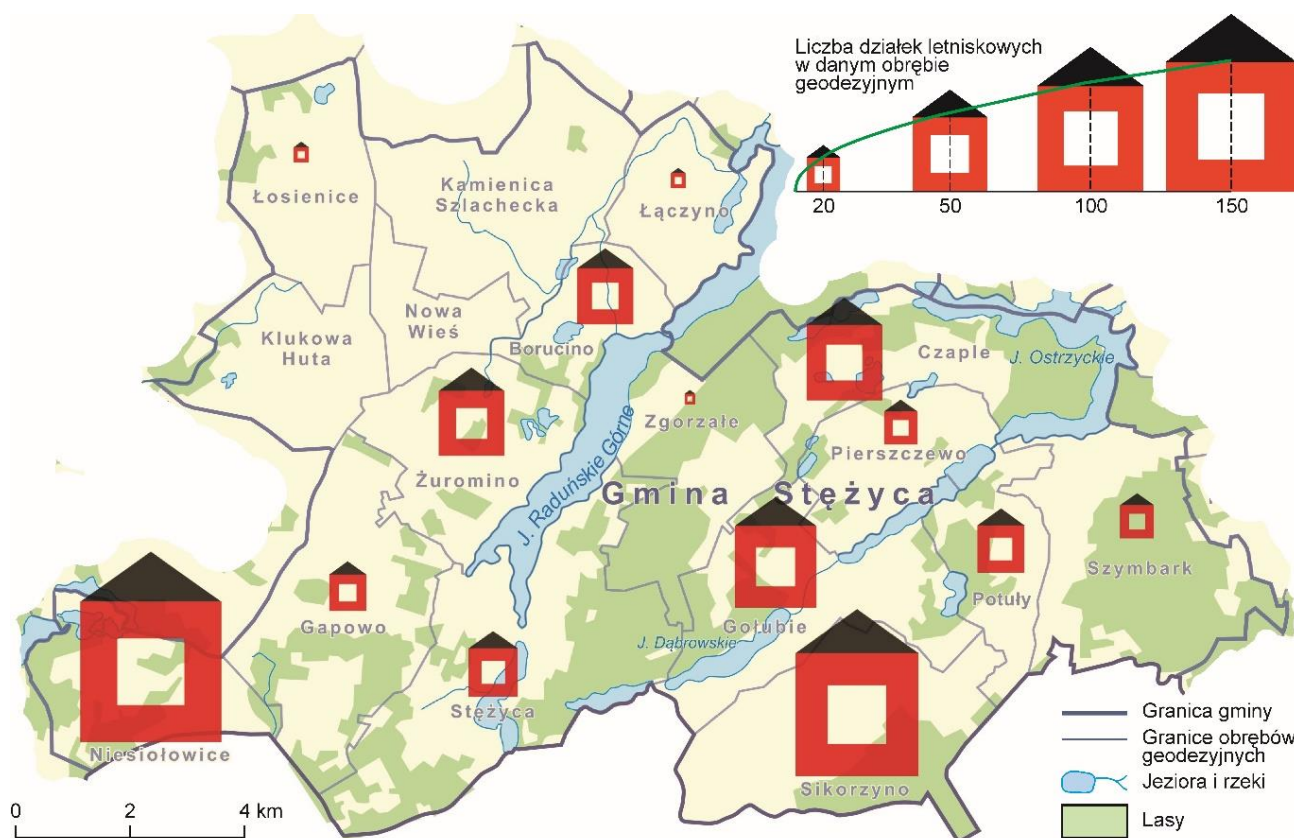 Liczba działek letniskowych
w danym obrębie
geodezyjnym
20
50
100
150
Łosienice
Kamienica
Szlachecka
Łączyno
Klukowa
Huta
Nowa
Wieś
Borucino
Czaple
J. Ostrzyckie
Zgorzałe
Pierszczewo
Żuromino
J. Raduńskie Górne
Gmina Stężyca
Szymbark
Gapowo
Potuły
Gołubie
J. Dąbrowskie
Stężyca
Niesiołowice
Sikorzyno
0
2
4 km
Granica gminy
Granice obrębów
geodezyjnych
Jeziora i rzeki
Lasy